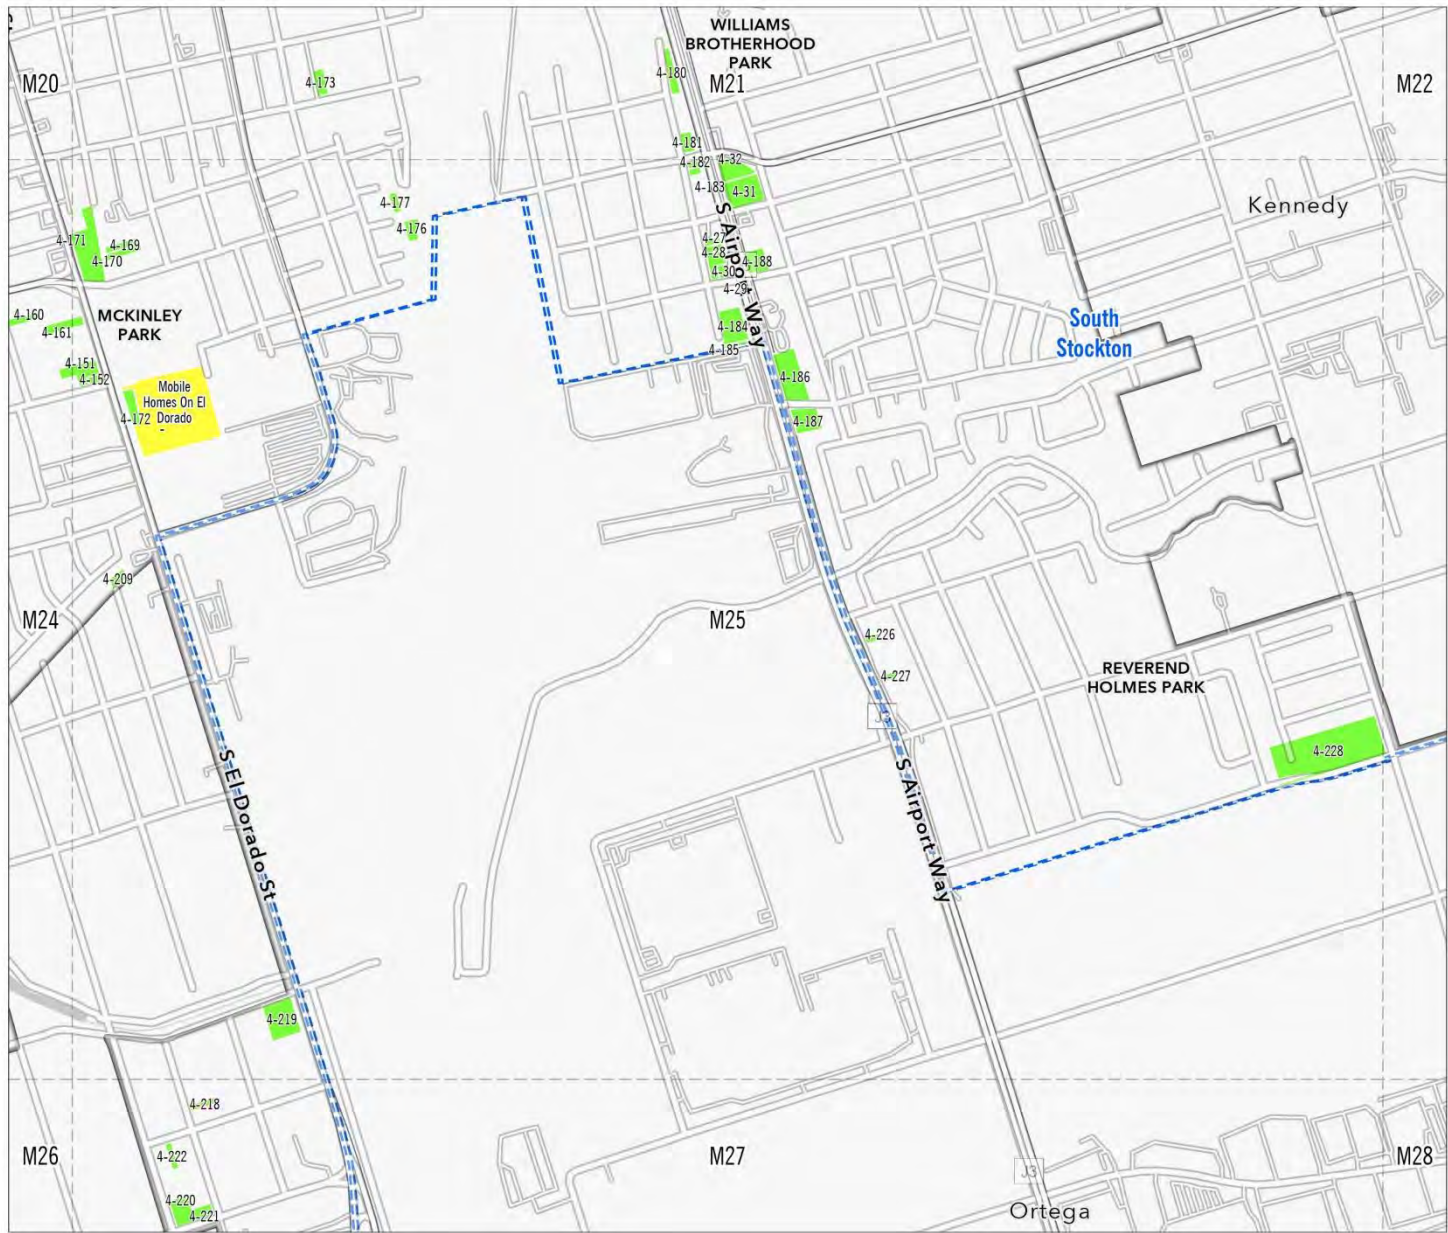 WILLIAMS
BROTHERHOOD
PARK
M20
4-173
4-180
M21
M22
4-181
4-182
4-32
4-183
4-31
4-177
4-176
Kennedy
4-171
4-169
4-170
S Airport Way
4-27
4-28
4-188
4-30
4-29
4-160
4-161
MCKINLEY
PARK
4-184
4-185
South
Stockton
4-151
4-152
Mobile
Homes On El
Dorado
4-172
4-186
4-187
4-209
M24
M25
4-226
4-227
REVEREND
HOLMES PARK
J3
4-228
S El Dorado St
S Airport Way
4-219
4-218
M26
4-222
M27
M28
J3
4-220
4-221
Ortega